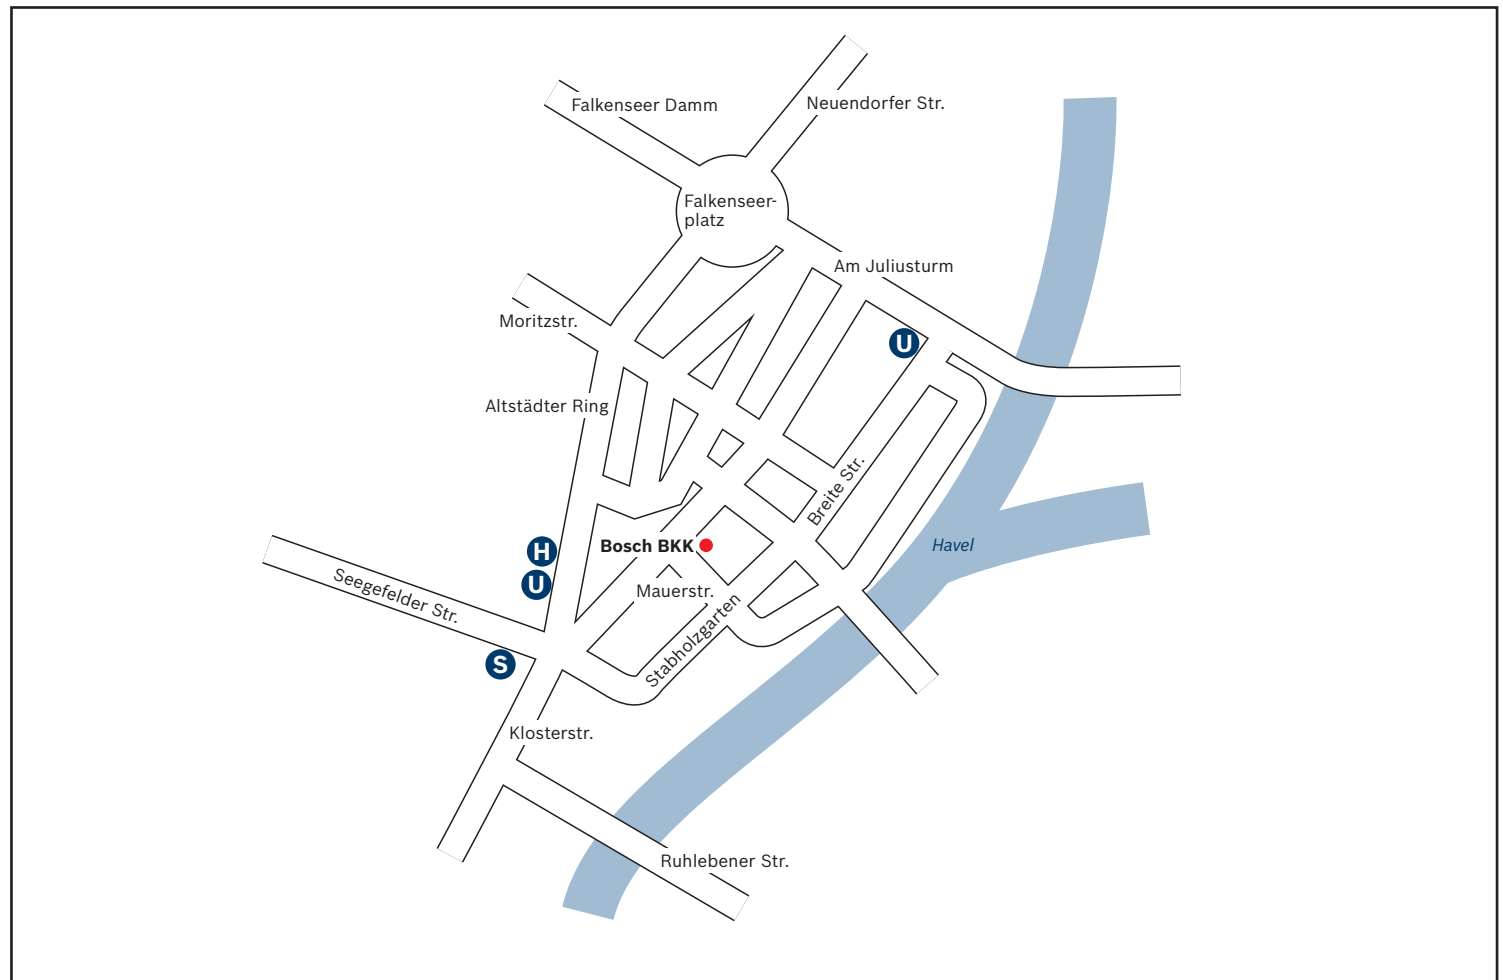 Falkenseer Damm
Neuendorfer Str.
Falkenseer-
platz
Am Juliusturm
Moritzstr.
U
Altstädter Ring
Breite Str.
H
Bosch BKK
Havel
U
Seegefelder Str.
Mauerstr.
Stabholzgarten
S
Klosterstr.
Ruhlebener Str.